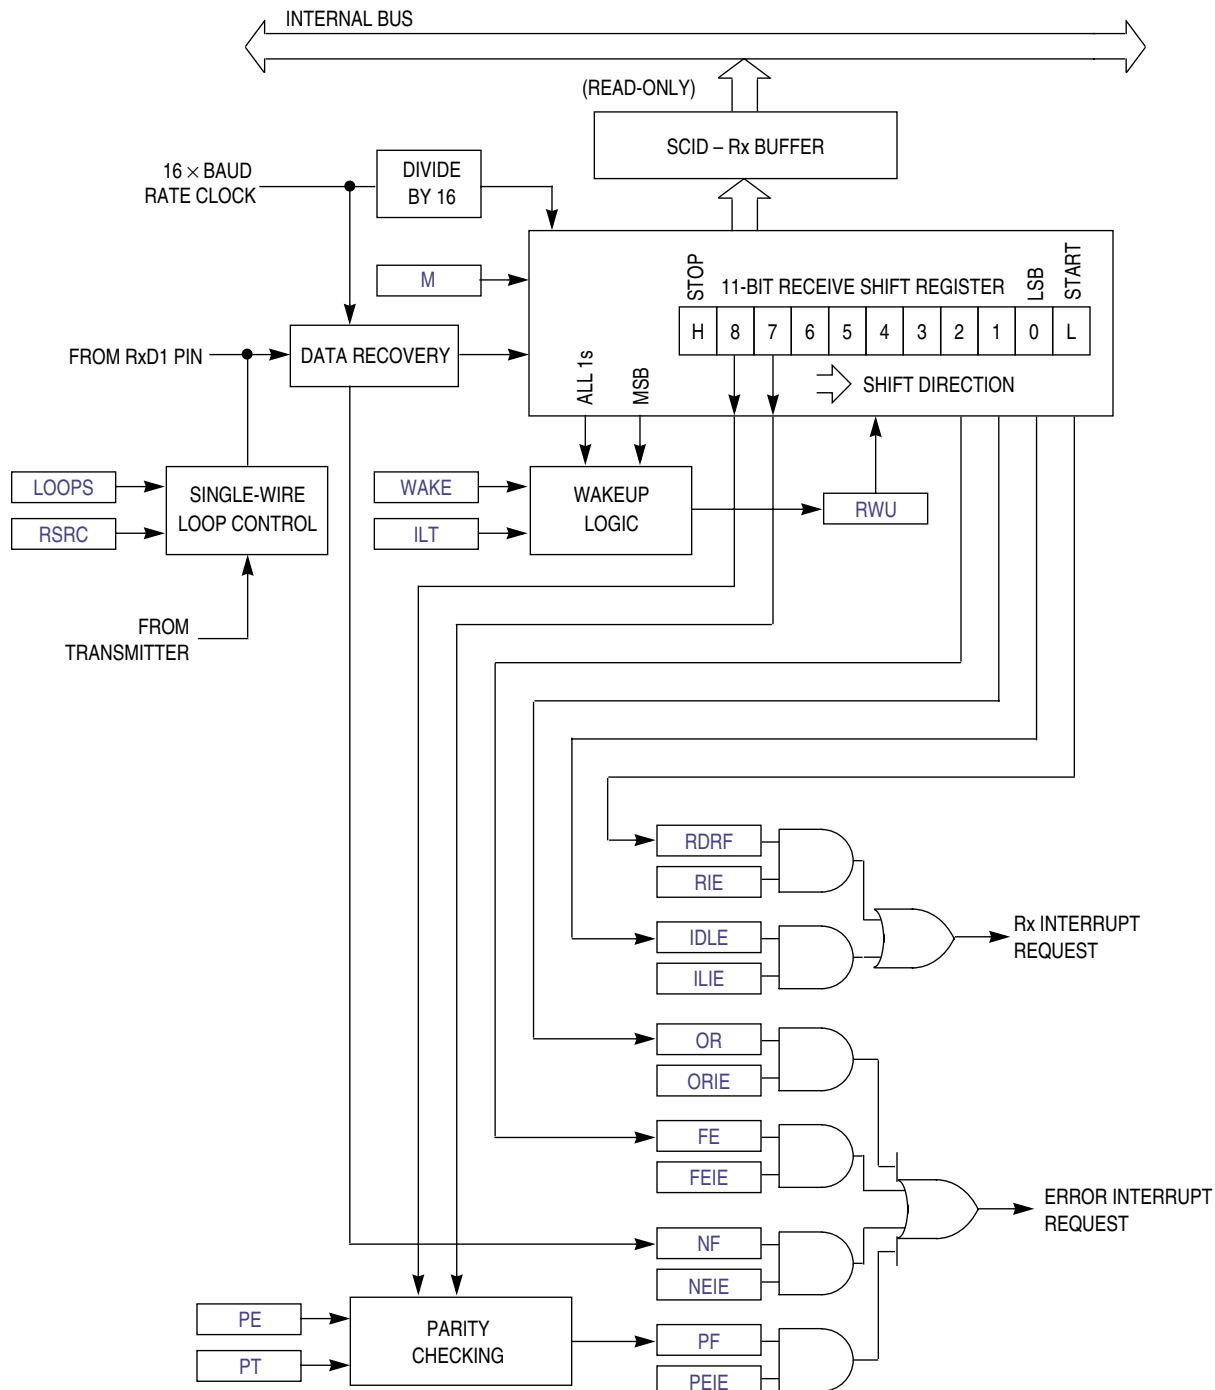 INTERNAL BUS
(READ-ONLY)
SCID – Rx BUFFER
16 × BAUD
RATE CLOCK
DIVIDE
BY 16
M
STOP
11-BIT RECEIVE SHIFT REGISTER
LSB
START
H 8 7 6 5 4 3 2 1 0 L
FROM RxD1 PIN
DATA RECOVERY
ALL 1s
MSB
SHIFT DIRECTION
LOOPS
RSRC
SINGLE-WIRE
LOOP CONTROL
WAKE
ILT
WAKEUP
LOGIC
RWU
FROM
TRANSMITTER
RDRF
RIE
IDLE
ILIE
Rx INTERRUPT
REQUEST
OR
ORIE
FE
FEIE
ERROR INTERRUPT
REQUEST
NF
NEIE
PE
PT
PARITY
CHECKING
PF
PEIE